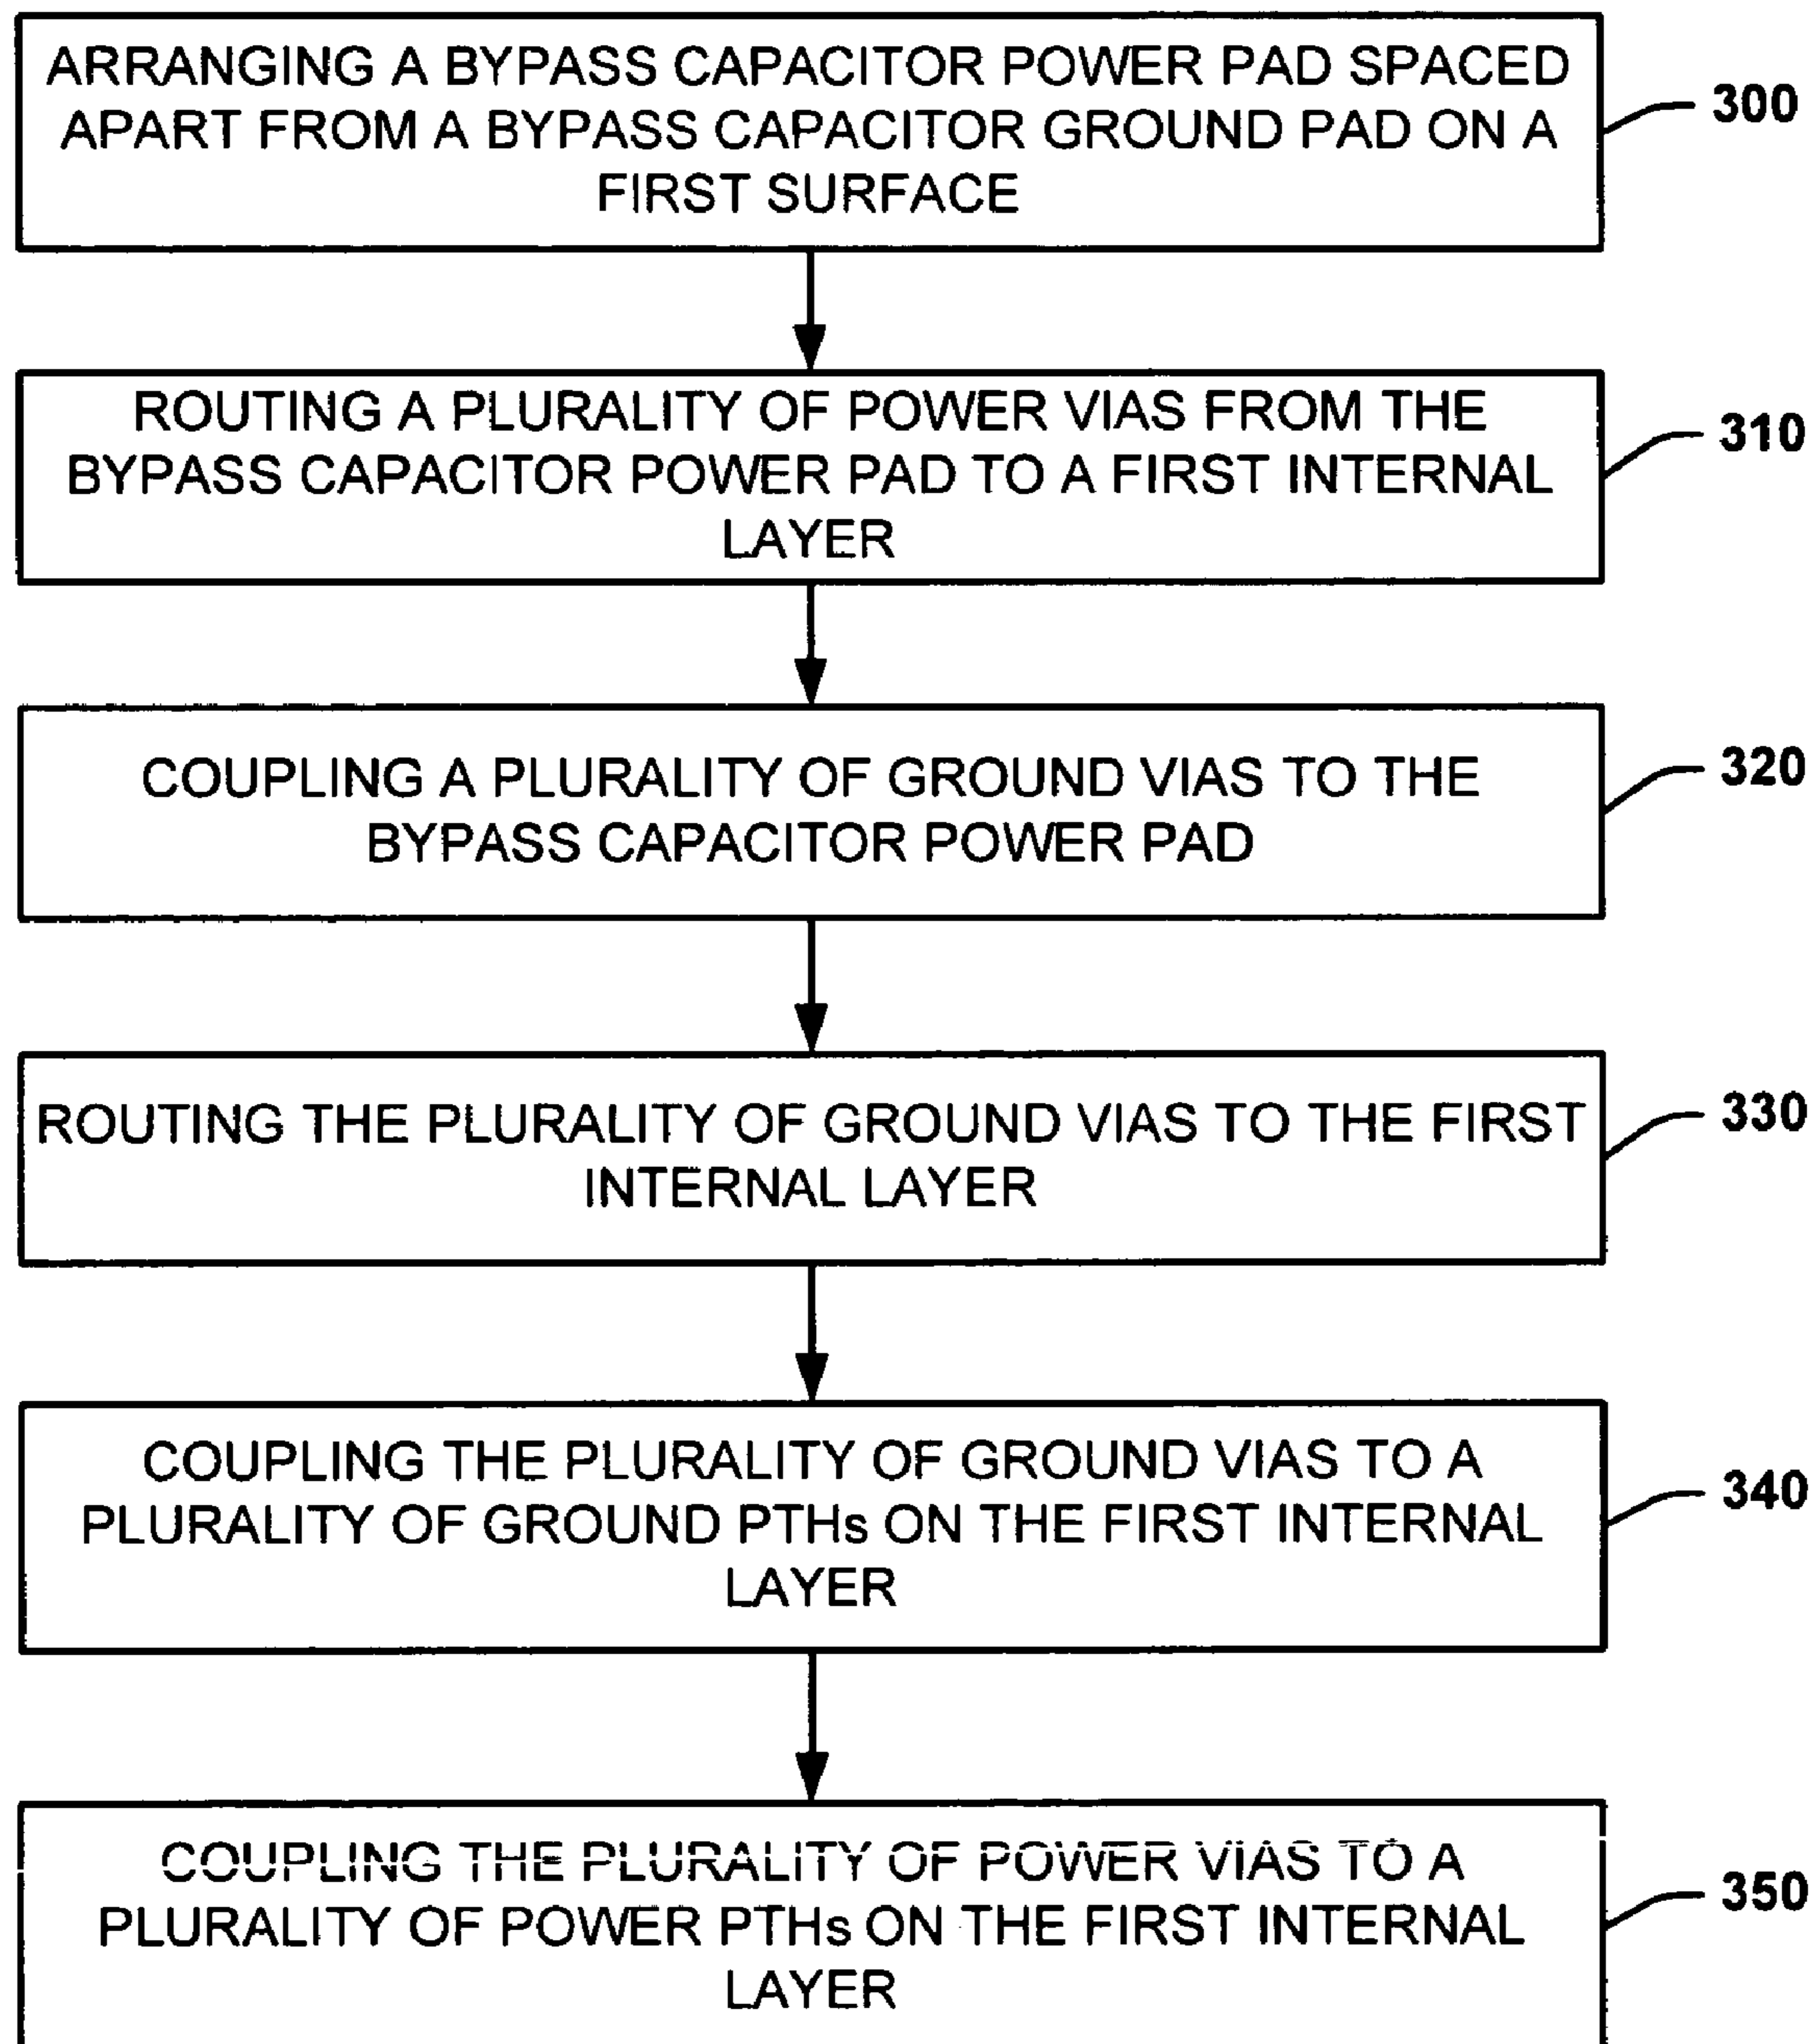 ARRANGING A BYPASS CAPACITOR POWER PAD SPACED
APART FROM A BYPASS CAPACITOR GROUND PAD ON A
FIRST SURFACE
300
ROUTING A PLURALITY OF POWER VIAS FROM THE
BYPASS CAPACITOR POWER PAD TO A FIRST INTERNAL
LAYER
310
COUPLING A PLURALITY OF GROUND VIAS TO THE
BYPASS CAPACITOR POWER PAD
320
ROUTING THE PLURALITY OF GROUND VIAS TO THE FIRST
INTERNAL LAYER
330
COUPLING THE PLURALITY OF GROUND VIAS TO A
PLURALITY OF GROUND PTHs ON THE FIRST INTERNAL
LAYER
340
COUPLING THE PLURALITY OF POWER VIAS TO A
PLURALITY OF POWER PTHs ON THE FIRST INTERNAL
LAYER
350